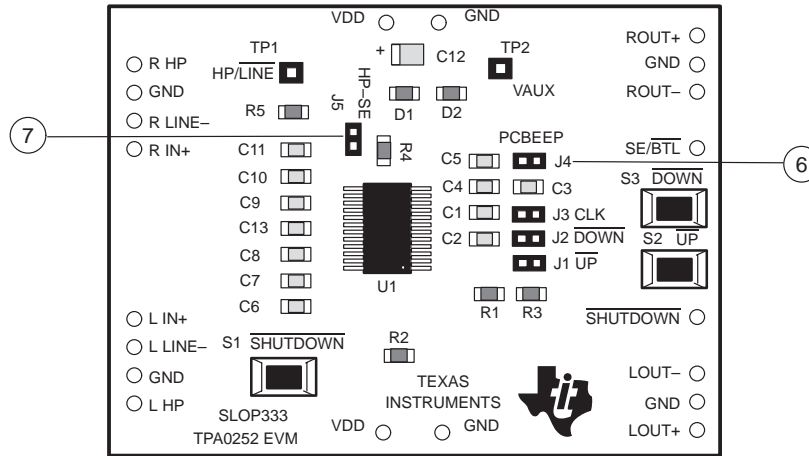 VDD
GND
TP1
HP/LINE
+
C12
TP2
VAUX
ROUT+
GND
ROUT−
R HP
GND
R LINE−
R IN+
R5
J5
HP−SE
D1
D2
7
R4
PCBEEP
J4
6
SE/BTL
S3 DOWN
C11
C10
C9
C13
C8
C7
C6
C5
C4
C3
C1
J3 CLK
C2
J2 DOWN
J1 UP
S2 UP
U1
R1
R3
L IN+
L LINE−
GND
L HP
S1 SHUTDOWN
R2
SHUTDOWN
TEXAS
INSTRUMENTS
LOUT−
GND
LOUT+
SLOP333
TPA0252 EVM
VDD
GND